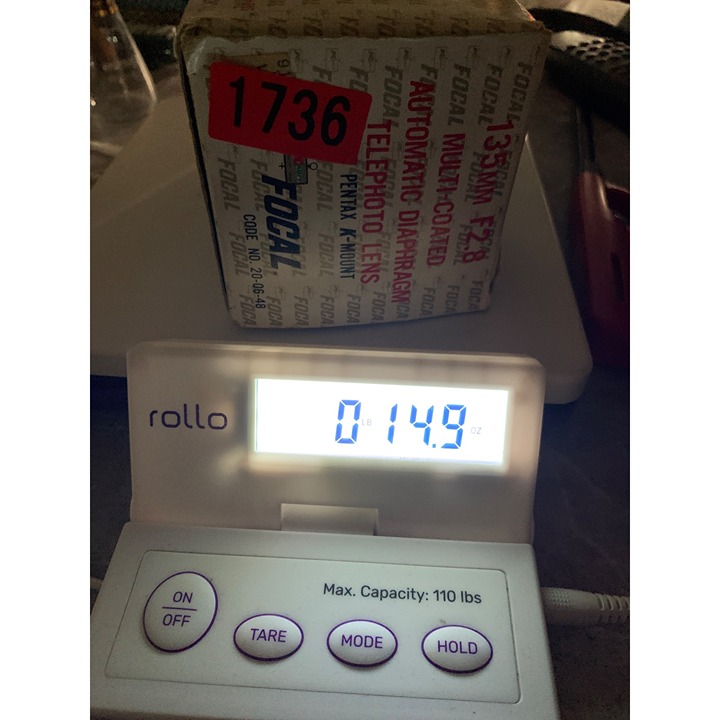 1736
135MM F2.8
MULTI-COATED
AUTOMATIC DIAPHRAGM
TELEPHOTO LENS
PENTAX K-MOUNT
FOCAL
CODE NO. 20-06-48
rollo
0 LB 14.9 OZ
Max. Capacity: 110 lbs
ON
OFF
TARE
MODE
HOLD